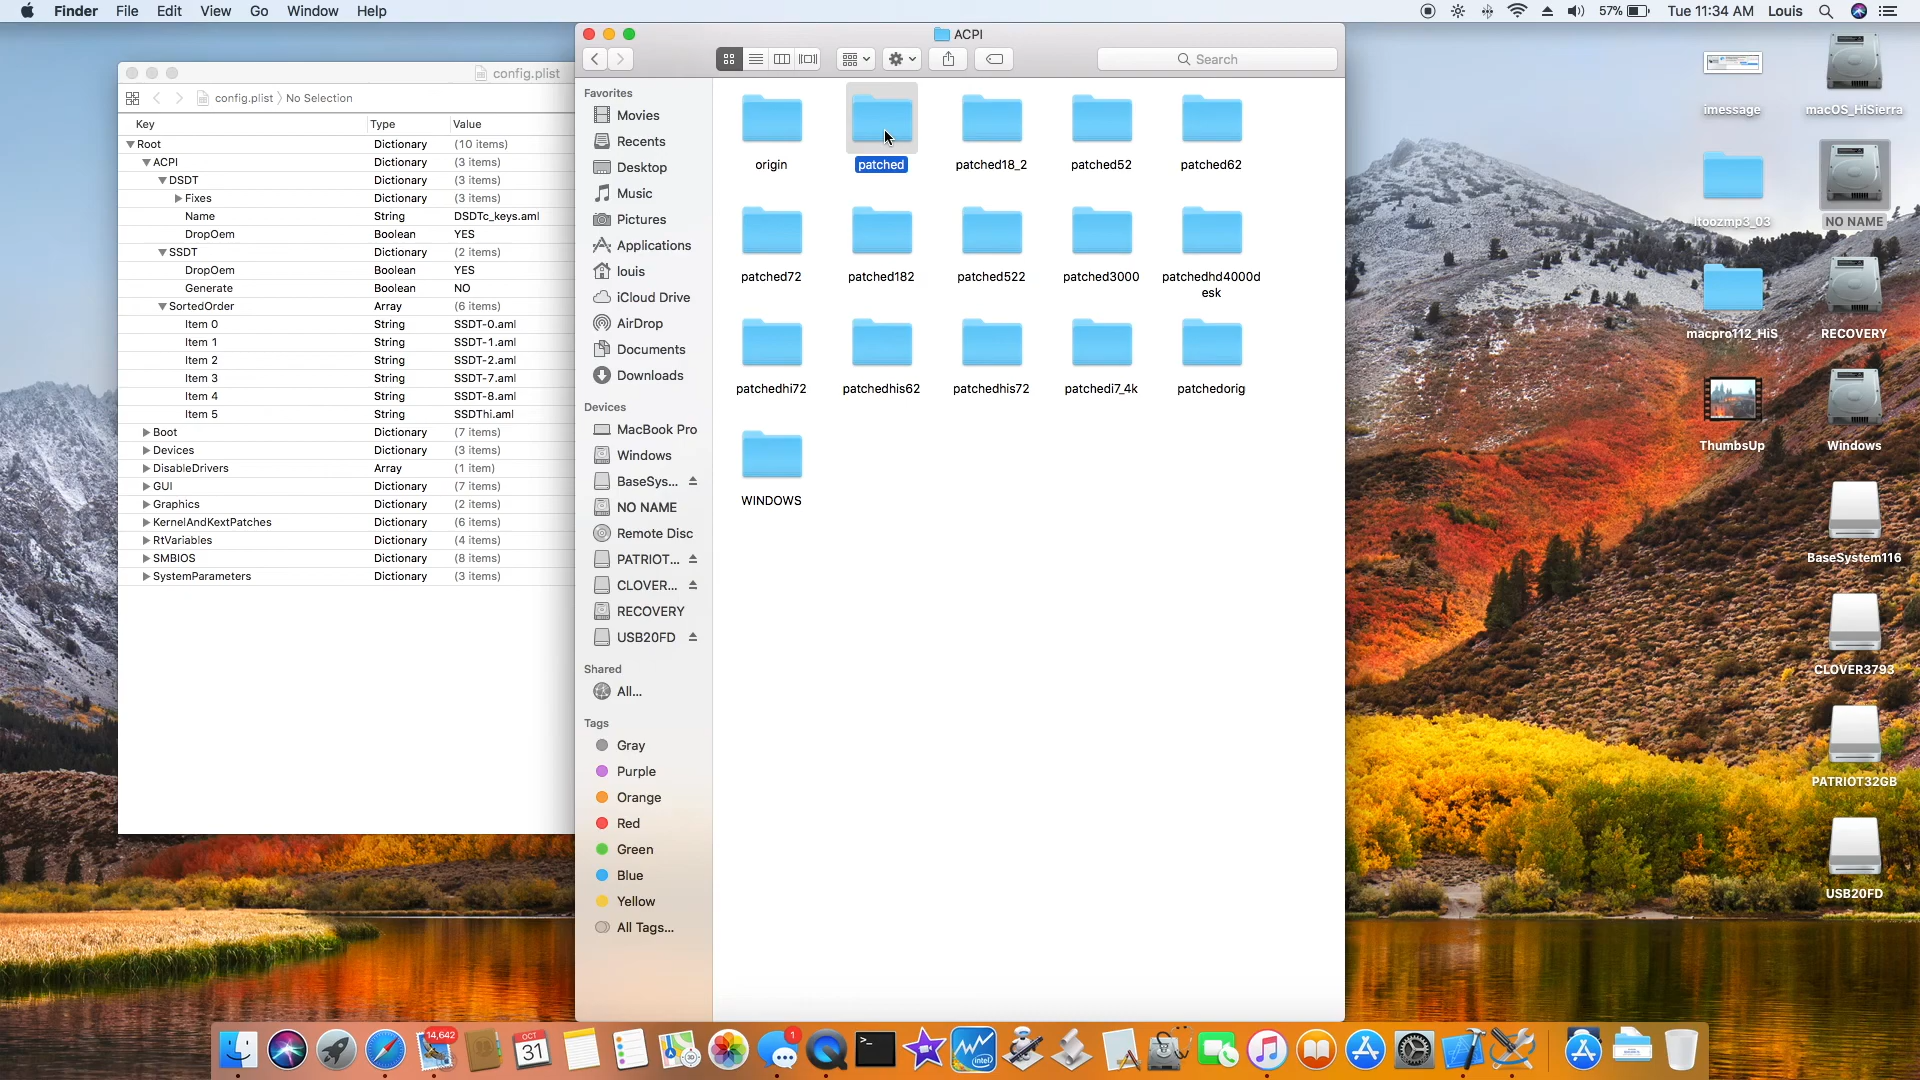 Finder File Edit View Go Window Help
57% Tue 11:34 AM Louis
config.plist
config.plist No Selection
Key Type Value
Root Dictionary (10 items)
ACPI Dictionary (3 items)
DSDT Dictionary (3 items)
Fixes Dictionary (3 items)
Name String DSDTc_keys.aml
DropOem Boolean YES
SSDT Dictionary (2 items)
DropOem Boolean YES
Generate Boolean NO
SortedOrder Array (6 items)
Item 0 String SSDT-0.aml
Item 1 String SSDT-1.aml
Item 2 String SSDT-2.aml
Item 3 String SSDT-7.aml
Item 4 String SSDT-8.aml
Item 5 String SSDThi.aml
Boot Dictionary (7 items)
Devices Dictionary (3 items)
DisableDrivers Array (1 item)
GUI Dictionary (7 items)
Graphics Dictionary (2 items)
KernelAndKextPatches Dictionary (6 items)
RtVariables Dictionary (4 items)
SMBIOS Dictionary (8 items)
SystemParameters Dictionary (3 items)
ACPI
Search
Favorites
Movies
Recents
Desktop
Music
Pictures
Applications
louis
iCloud Drive
AirDrop
Documents
Downloads
Devices
MacBook Pro
Windows
BaseSys...
NO NAME
Remote Disc
PATRIOT...
CLOVER...
RECOVERY
USB20FD
Shared
All...
Tags
Gray
Purple
Orange
Red
Green
Blue
Yellow
All Tags...
origin patched patched18_2 patched52 patched62
patched72 patched182 patched522 patched3000 patchedhd4000d
esk
patchedhi72 patchedhis62 patchedhis72 patchedi7_4k patchedorig
WINDOWS
imessage macOS_HiSierra
ltoozmp3_03 NO NAME
macpro112_HiS RECOVERY
ThumbsUp Windows
BaseSystem116
CLOVER3793
PATRIOT32GB
USB20FD
14,642
OCT
31
1
>_
intel